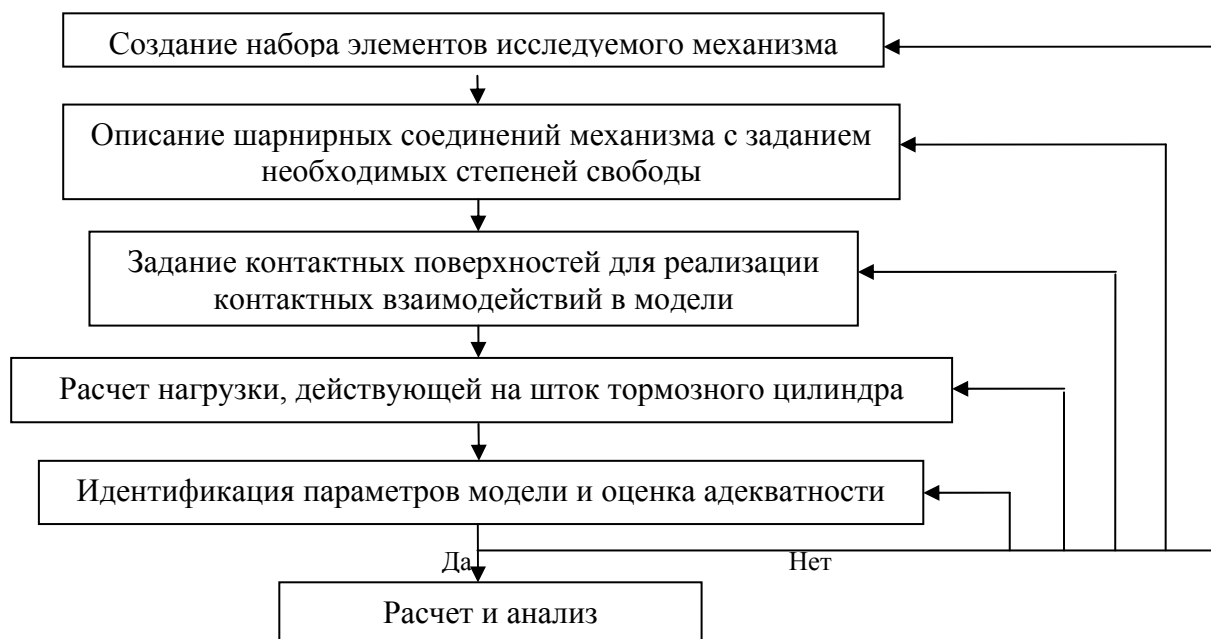 Создание набора элементов исследуемого механизма
Описание шарнирных соединений механизма с заданием
необходимых степеней свободы
Задание контактных поверхностей для реализации
контактных взаимодействий в модели
Расчет нагрузки, действующей на шток тормозного цилиндра
Идентификация параметров модели и оценка адекватности
Да
Нет
Расчет и анализ